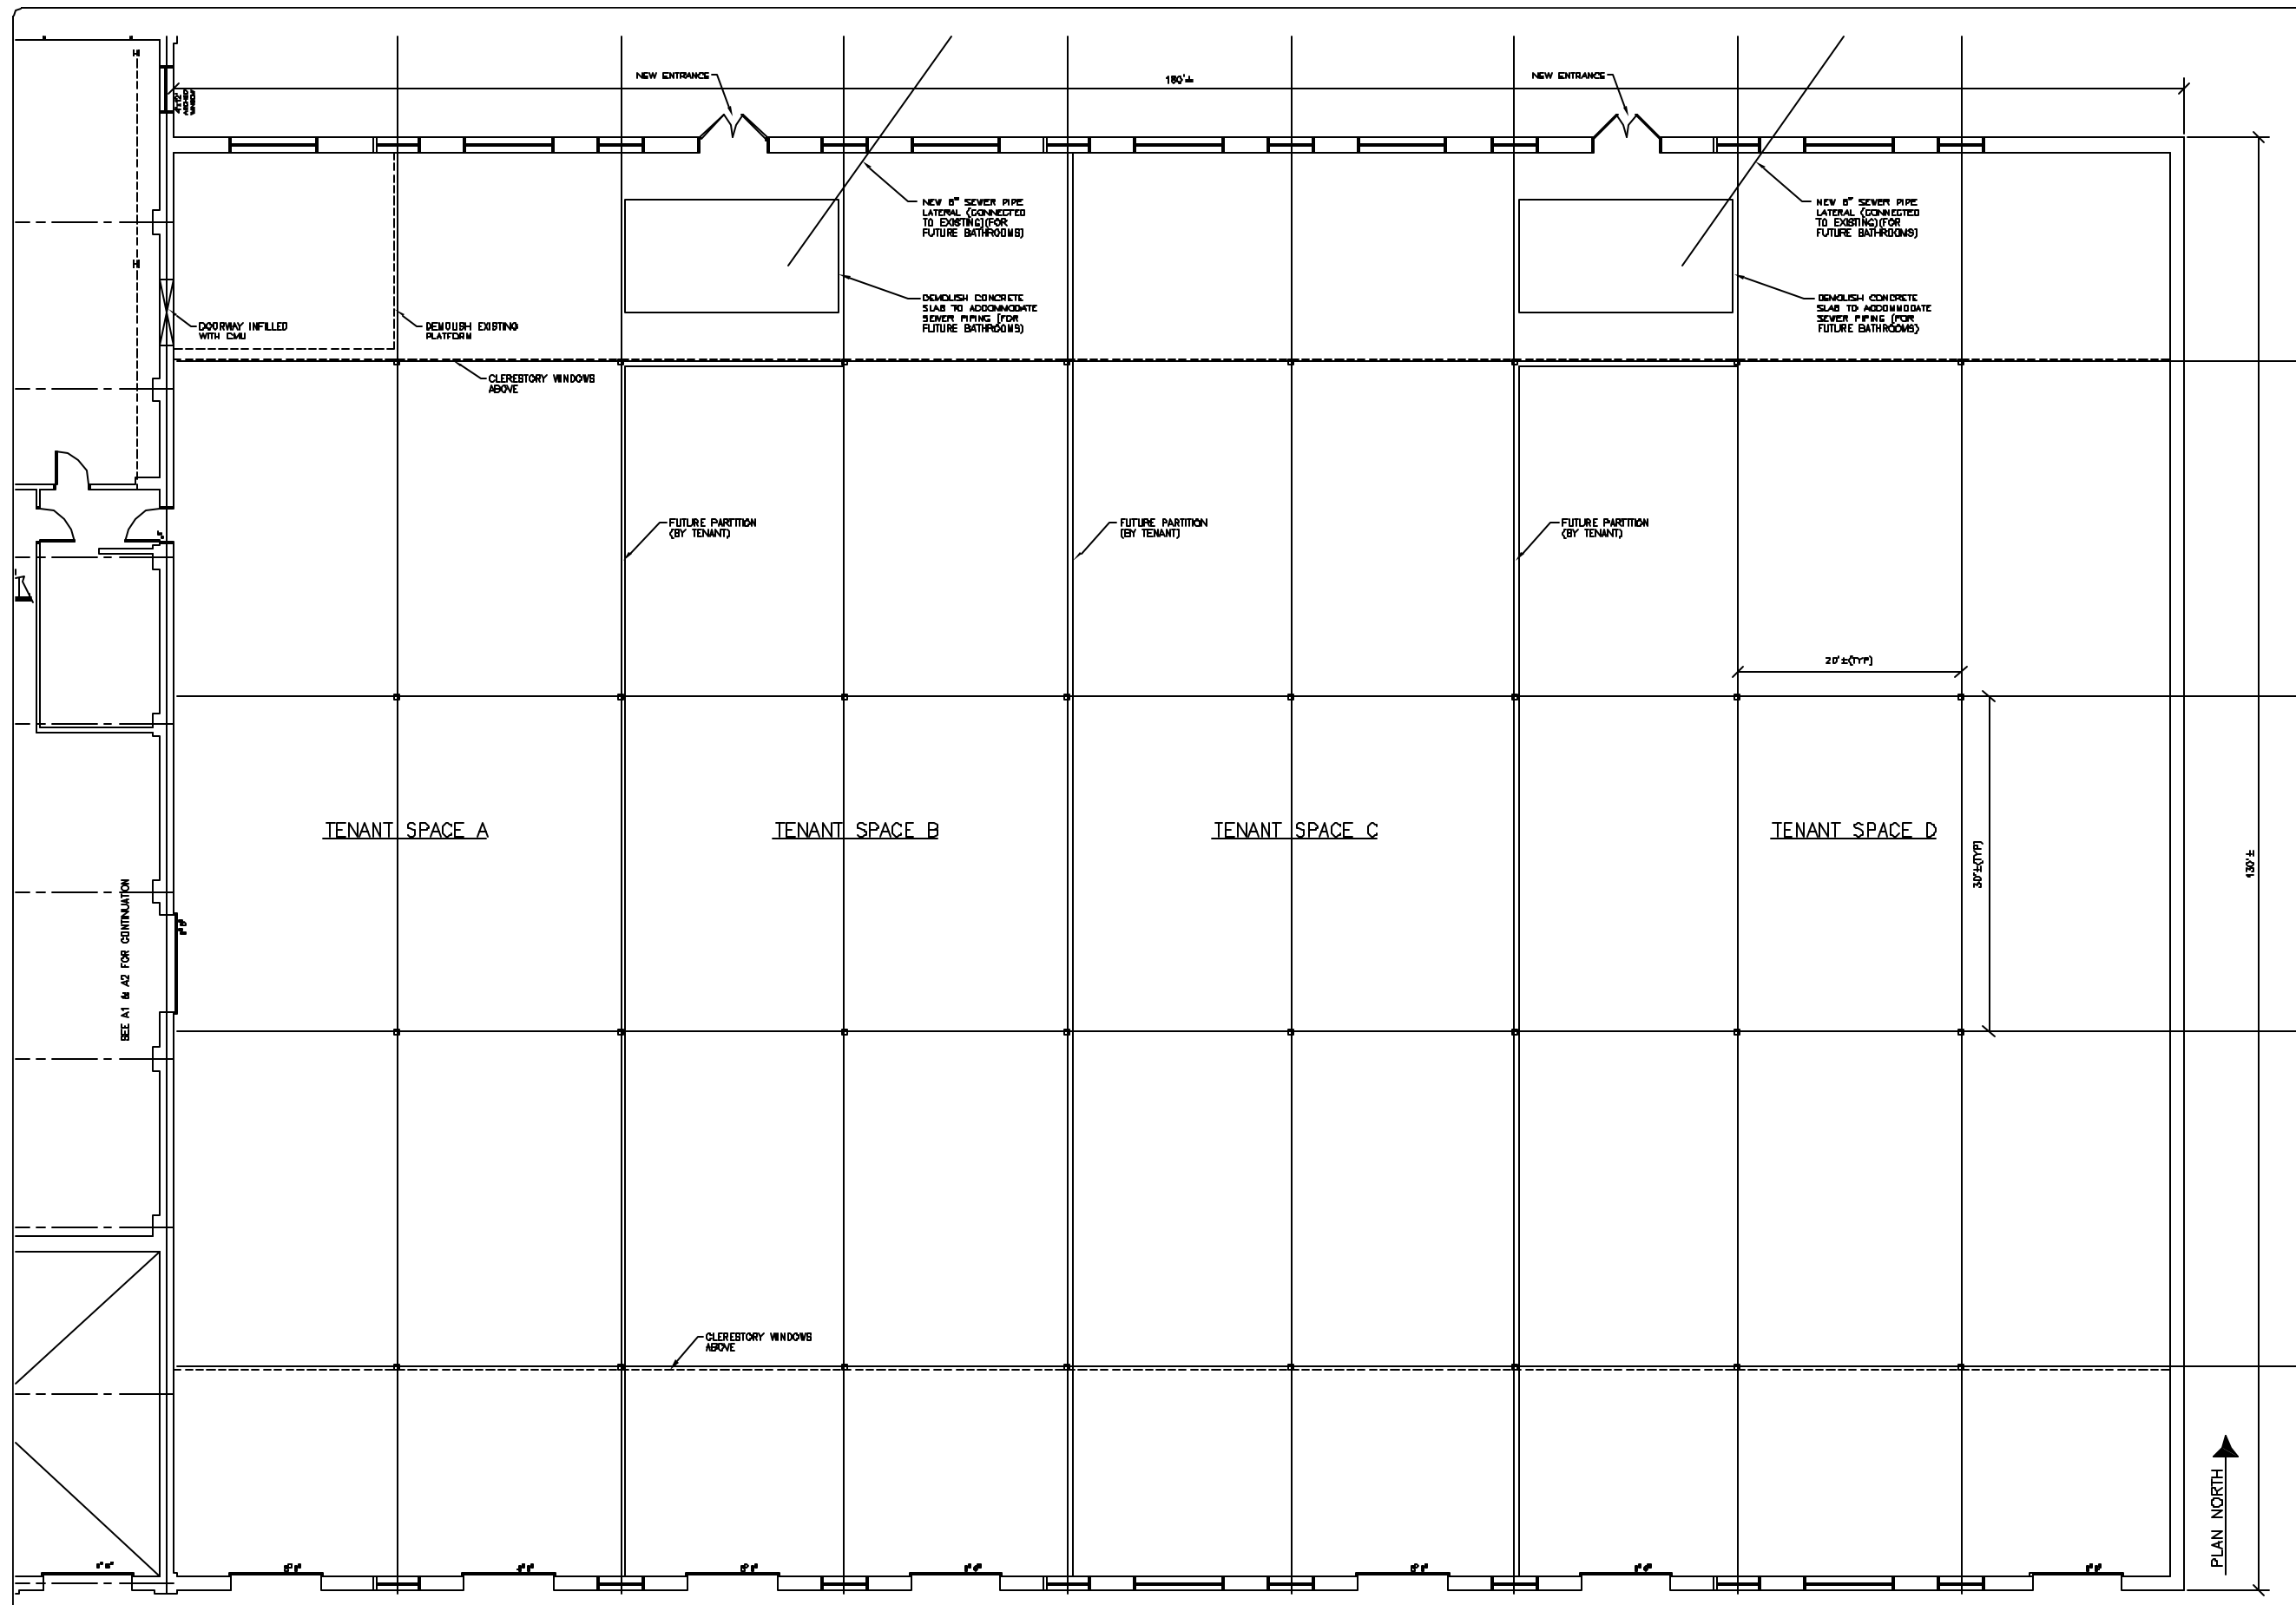 NEW ENTRANCE
180'±
NEW ENTRANCE
4'x12'
ARCHED
WINDOW
NEW 6" SEWER PIPE
LATERAL (CONNECTED
TO EXISTING)(FOR
FUTURE BATHROOMS)
NEW 6" SEWER PIPE
LATERAL (CONNECTED
TO EXISTING)(FOR
FUTURE BATHROOMS)
DEMOLISH CONCRETE
SLAB TO ACCOMMODATE
SEWER PIPING (FOR
FUTURE BATHROOMS)
DEMOLISH CONCRETE
SLAB TO ACCOMMODATE
SEWER PIPING (FOR
FUTURE BATHROOMS)
DOORWAY INFILLED
WITH CMU
DEMOLISH EXISTING
PLATFORM
CLERESTORY WINDOWS
ABOVE
FUTURE PARTITION
(BY TENANT)
FUTURE PARTITION
(BY TENANT)
FUTURE PARTITION
(BY TENANT)
20'±(TYP)
TENANT SPACE A
TENANT SPACE B
TENANT SPACE C
TENANT SPACE D
30'±(TYP)
130'±
SEE A1 & A2 FOR CONTINUATION
CLERESTORY WINDOWS
ABOVE
PLAN NORTH